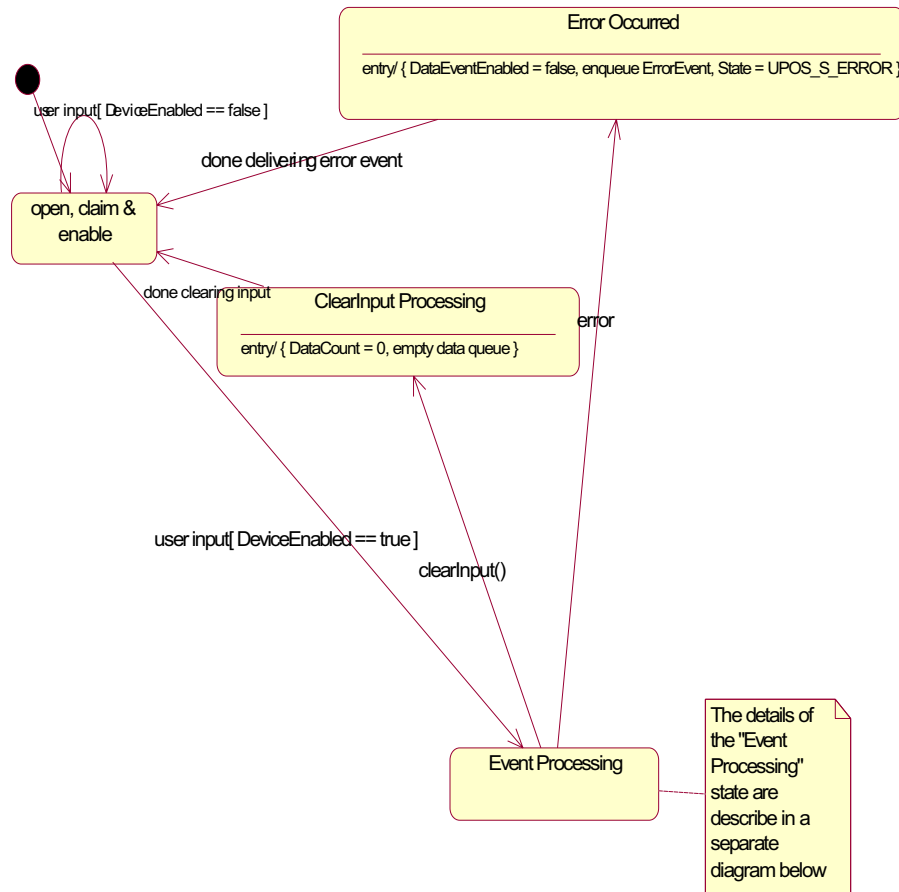 Error Occurred
entry/ { DataEventEnabled = false, enqueue ErrorEvent, State = UPOS_S_ERROR }
user input[ DeviceEnabled == false ]
done delivering error event
open, claim &
enable
done clearing input
ClearInput Processing
error
entry/ { DataCount = 0, empty data queue }
user input[ DeviceEnabled == true ]
clearInput()
The details of
the "Event
Processing"
state are
describe in a
separate
diagram below
Event Processing